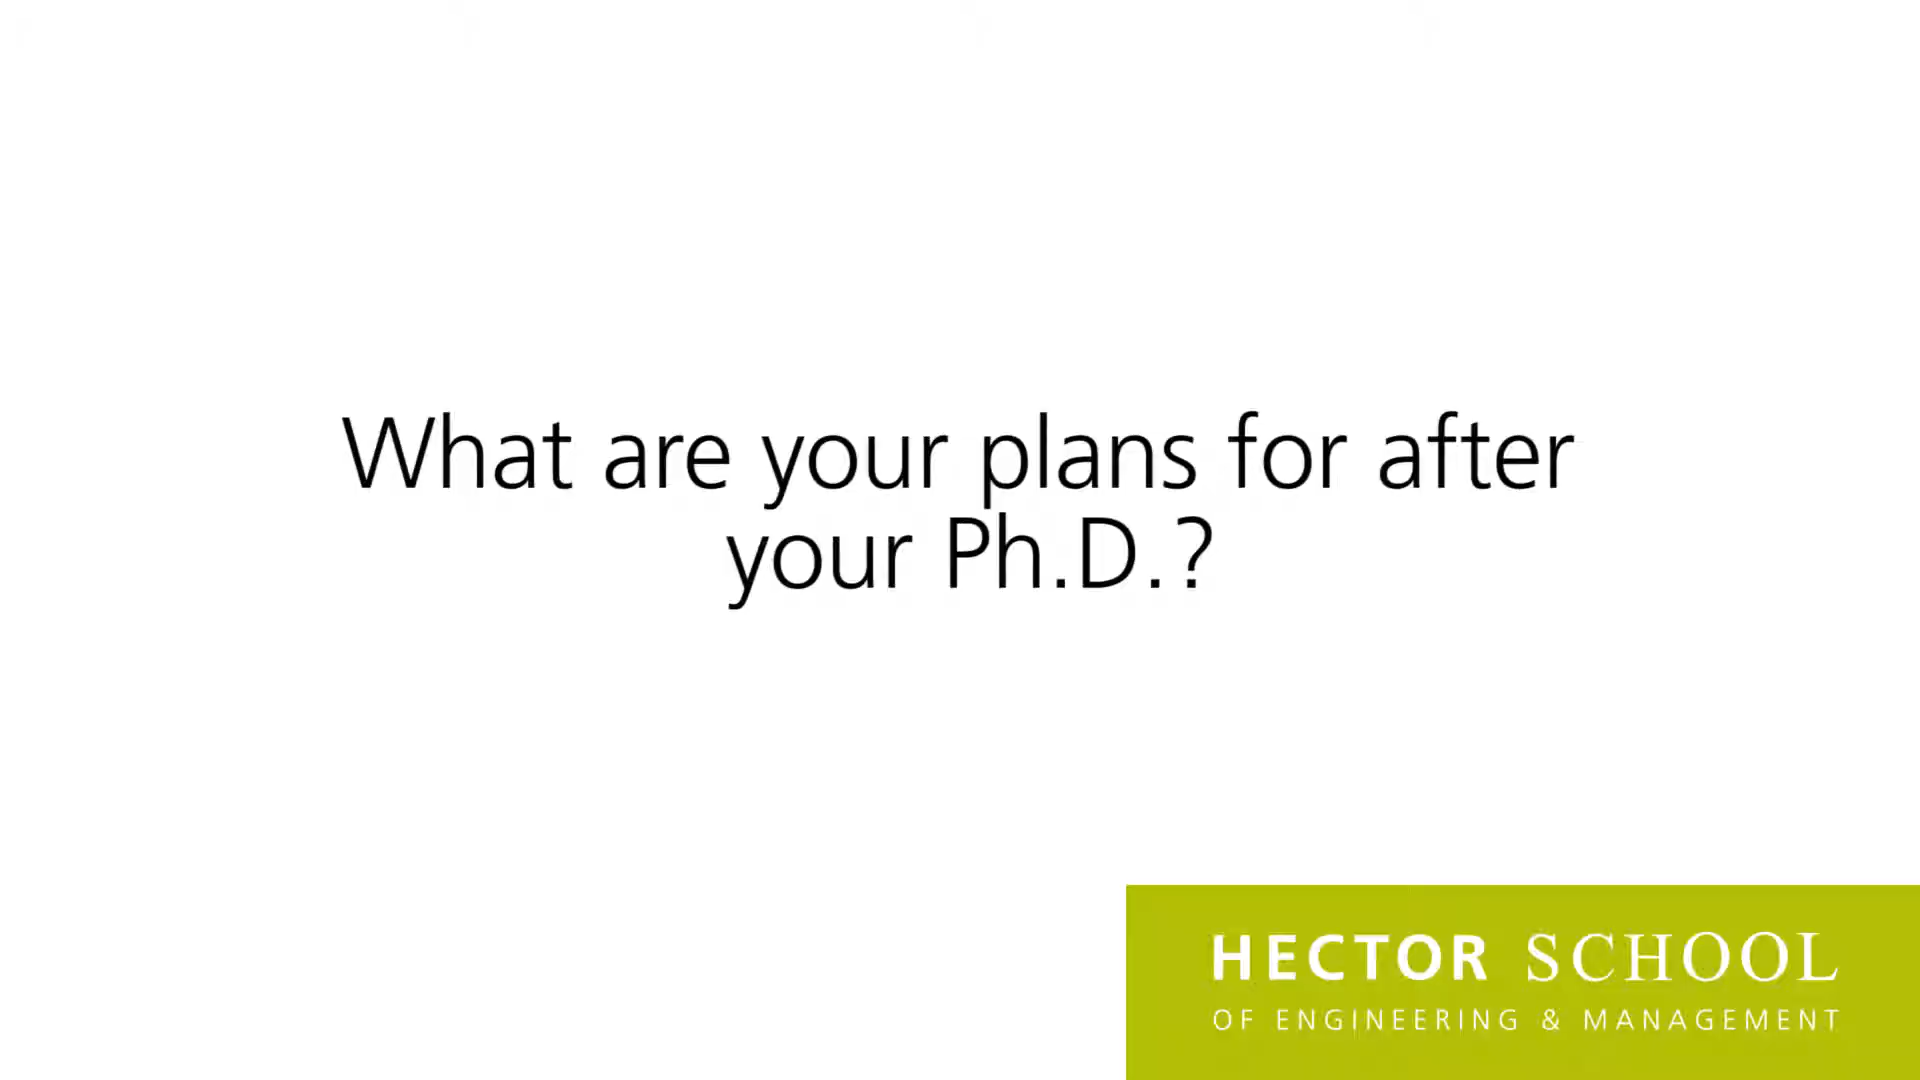 What are your plans for after
your Ph.D.?
HECTOR SCHOOL
OF ENGINEERING & MANAGEMENT